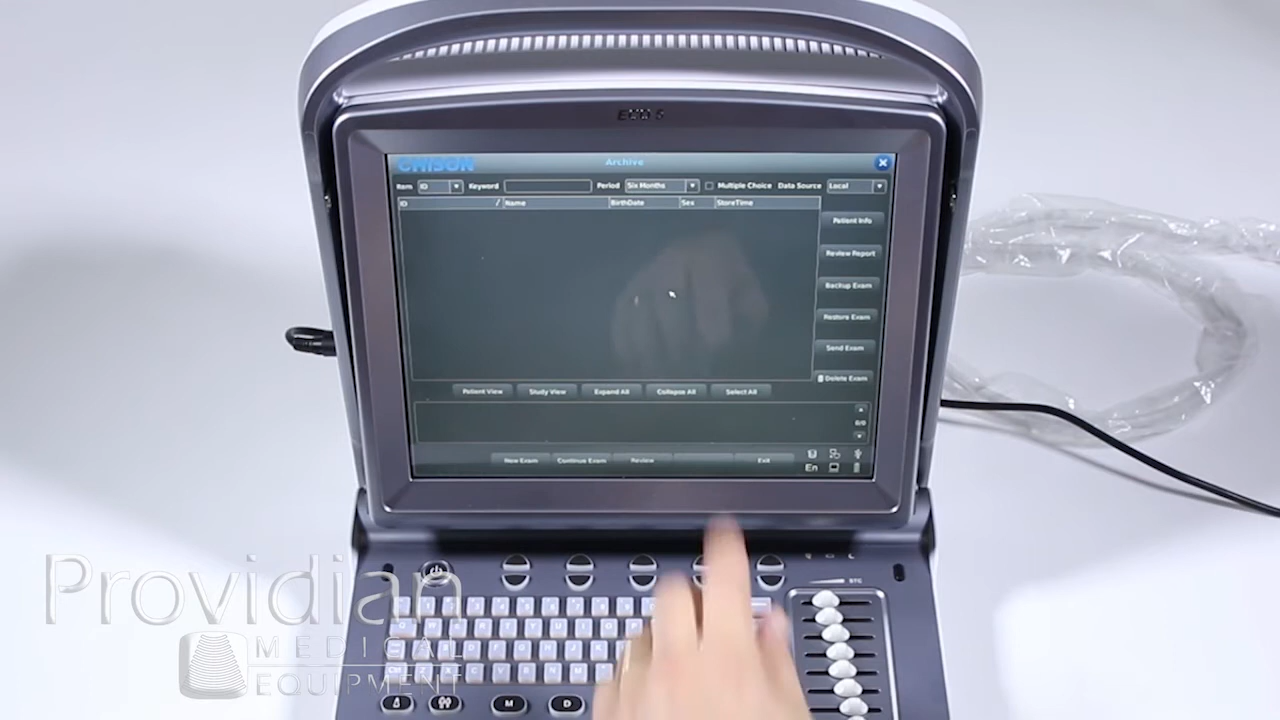 ECO 5
CHISON Archive
Item ID Keyword Period Six Months Multiple Choice Data Source Local
ID / Name BirthDate Sex StoreTime
Patient Info
Review Report
Backup Exam
Restore Exam
Send Exam
Delete Exam
Patient View Study View Expand All Collapse All Select All
0/0
New Exam Continue Exam Review Exit
En
STC
M D
Providian
MEDICAL
EQUIPMENT